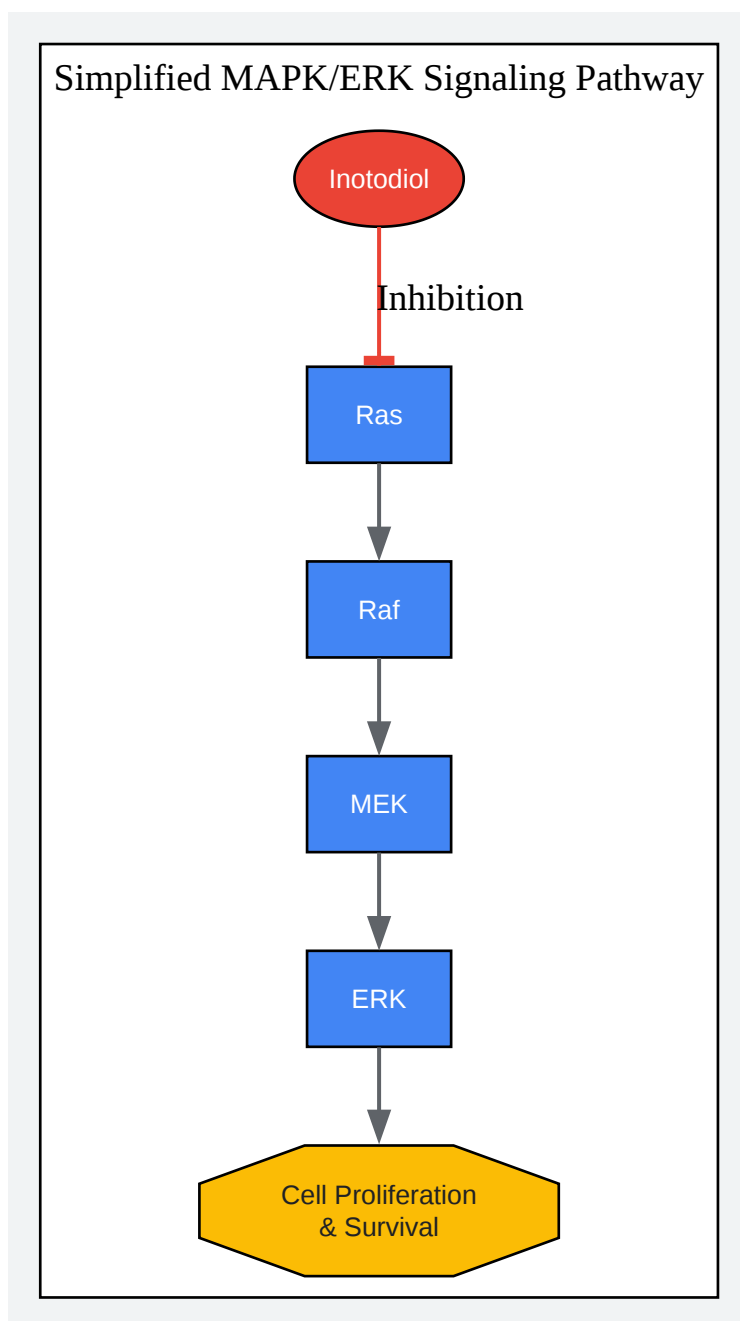 Simplified MAPK/ERK Signaling Pathway
Inotodiol
Inhibition
Ras
Raf
MEK
ERK
Cell Proliferation
& Survival